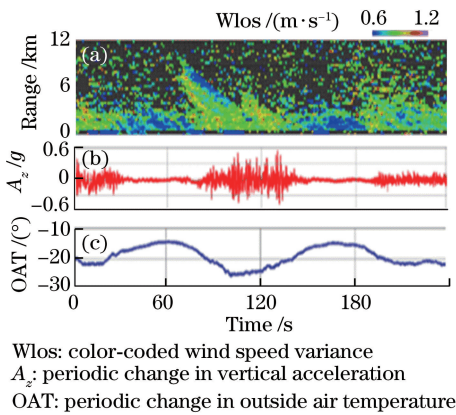 Wlos /(m·s⁻¹) 0.6 1.2
12
(a)
Range /km
6
0
0.6
(b)
A_z /g
0
−0.6
−10
(c)
OAT /(°)
−20
−30
0 60 120 180
Time /s
Wlos: color-coded wind speed variance
A_z: periodic change in vertical acceleration
OAT: periodic change in outside air temperature